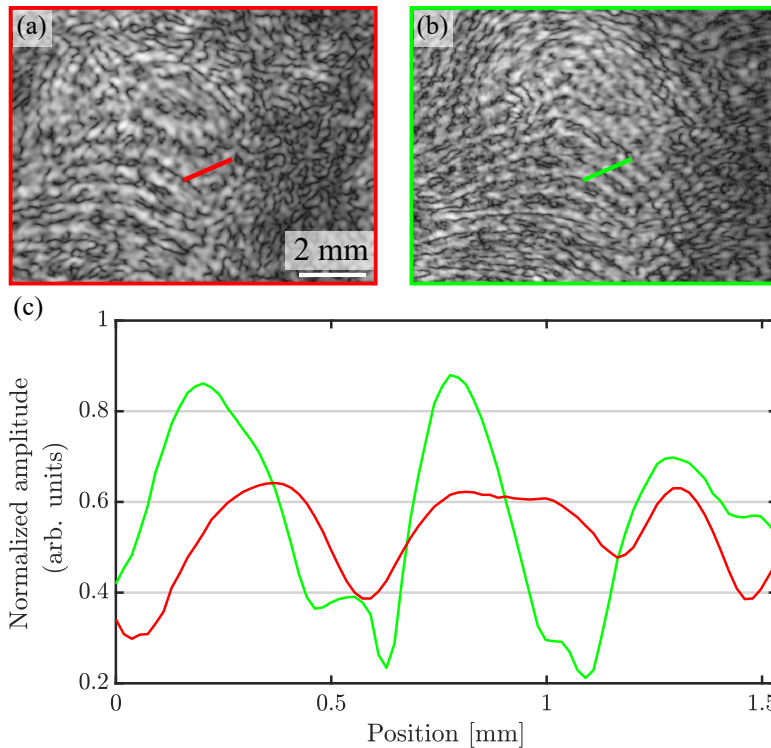 (a)
(b)
2 mm
(c)
1
0.8
0.6
0.4
0.2
Normalized amplitude
(arb. units)
0
0.5
1
1.5
Position [mm]